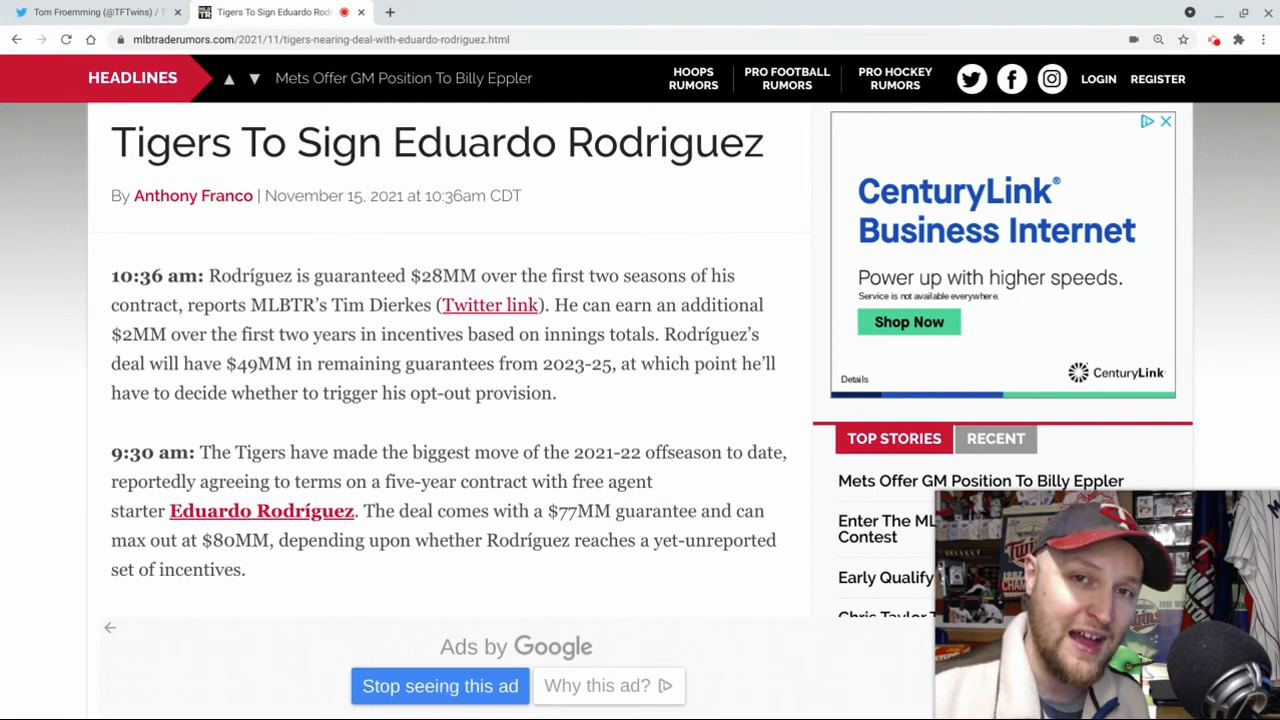 Tom Froemming (@TFTwins) / T
Tigers To Sign Eduardo Rod
mlbtraderumors.com/2021/11/tigers-nearing-deal-with-eduardo-rodriguez.html
HEADLINES
Mets Offer GM Position To Billy Eppler
HOOPS
RUMORS
PRO FOOTBALL
RUMORS
PRO HOCKEY
RUMORS
LOGIN
REGISTER
Tigers To Sign Eduardo Rodriguez
By Anthony Franco | November 15, 2021 at 10:36am CDT
10:36 am: Rodríguez is guaranteed $28MM over the first two seasons of his
contract, reports MLBTR's Tim Dierkes (Twitter link). He can earn an additional
$2MM over the first two years in incentives based on innings totals. Rodríguez's
deal will have $49MM in remaining guarantees from 2023-25, at which point he'll
have to decide whether to trigger his opt-out provision.
9:30 am: The Tigers have made the biggest move of the 2021-22 offseason to date,
reportedly agreeing to terms on a five-year contract with free agent
starter Eduardo Rodríguez. The deal comes with a $77MM guarantee and can
max out at $80MM, depending upon whether Rodríguez reaches a yet-unreported
set of incentives.
Ads by Google
Stop seeing this ad
Why this ad?
CenturyLink®
Business Internet
Power up with higher speeds.
Service is not available everywhere.
Shop Now
Details
CenturyLink
TOP STORIES
RECENT
Mets Offer GM Position To Billy Eppler
Enter The ML
Contest
Early Qualify
Chris Taylor T
Twins